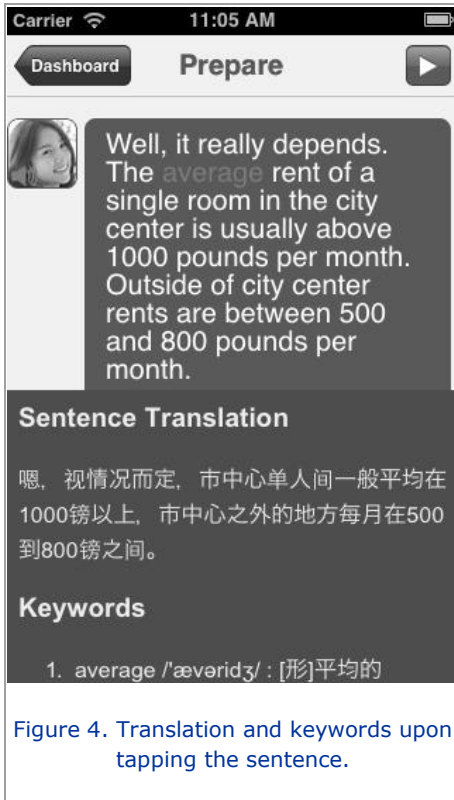 Carrier 11:05 AM
Dashboard Prepare
Well, it really depends.
The average rent of a
single room in the city
center is usually above
1000 pounds per month.
Outside of city center
rents are between 500
and 800 pounds per
month.
Sentence Translation
嗯, 视情况而定, 市中心单人间一般平均在
1000镑以上, 市中心之外的地方每月在500
到800镑之间。
Keywords
1. average /'ævəridʒ/ : [形]平均的
Figure 4. Translation and keywords upon
tapping the sentence.